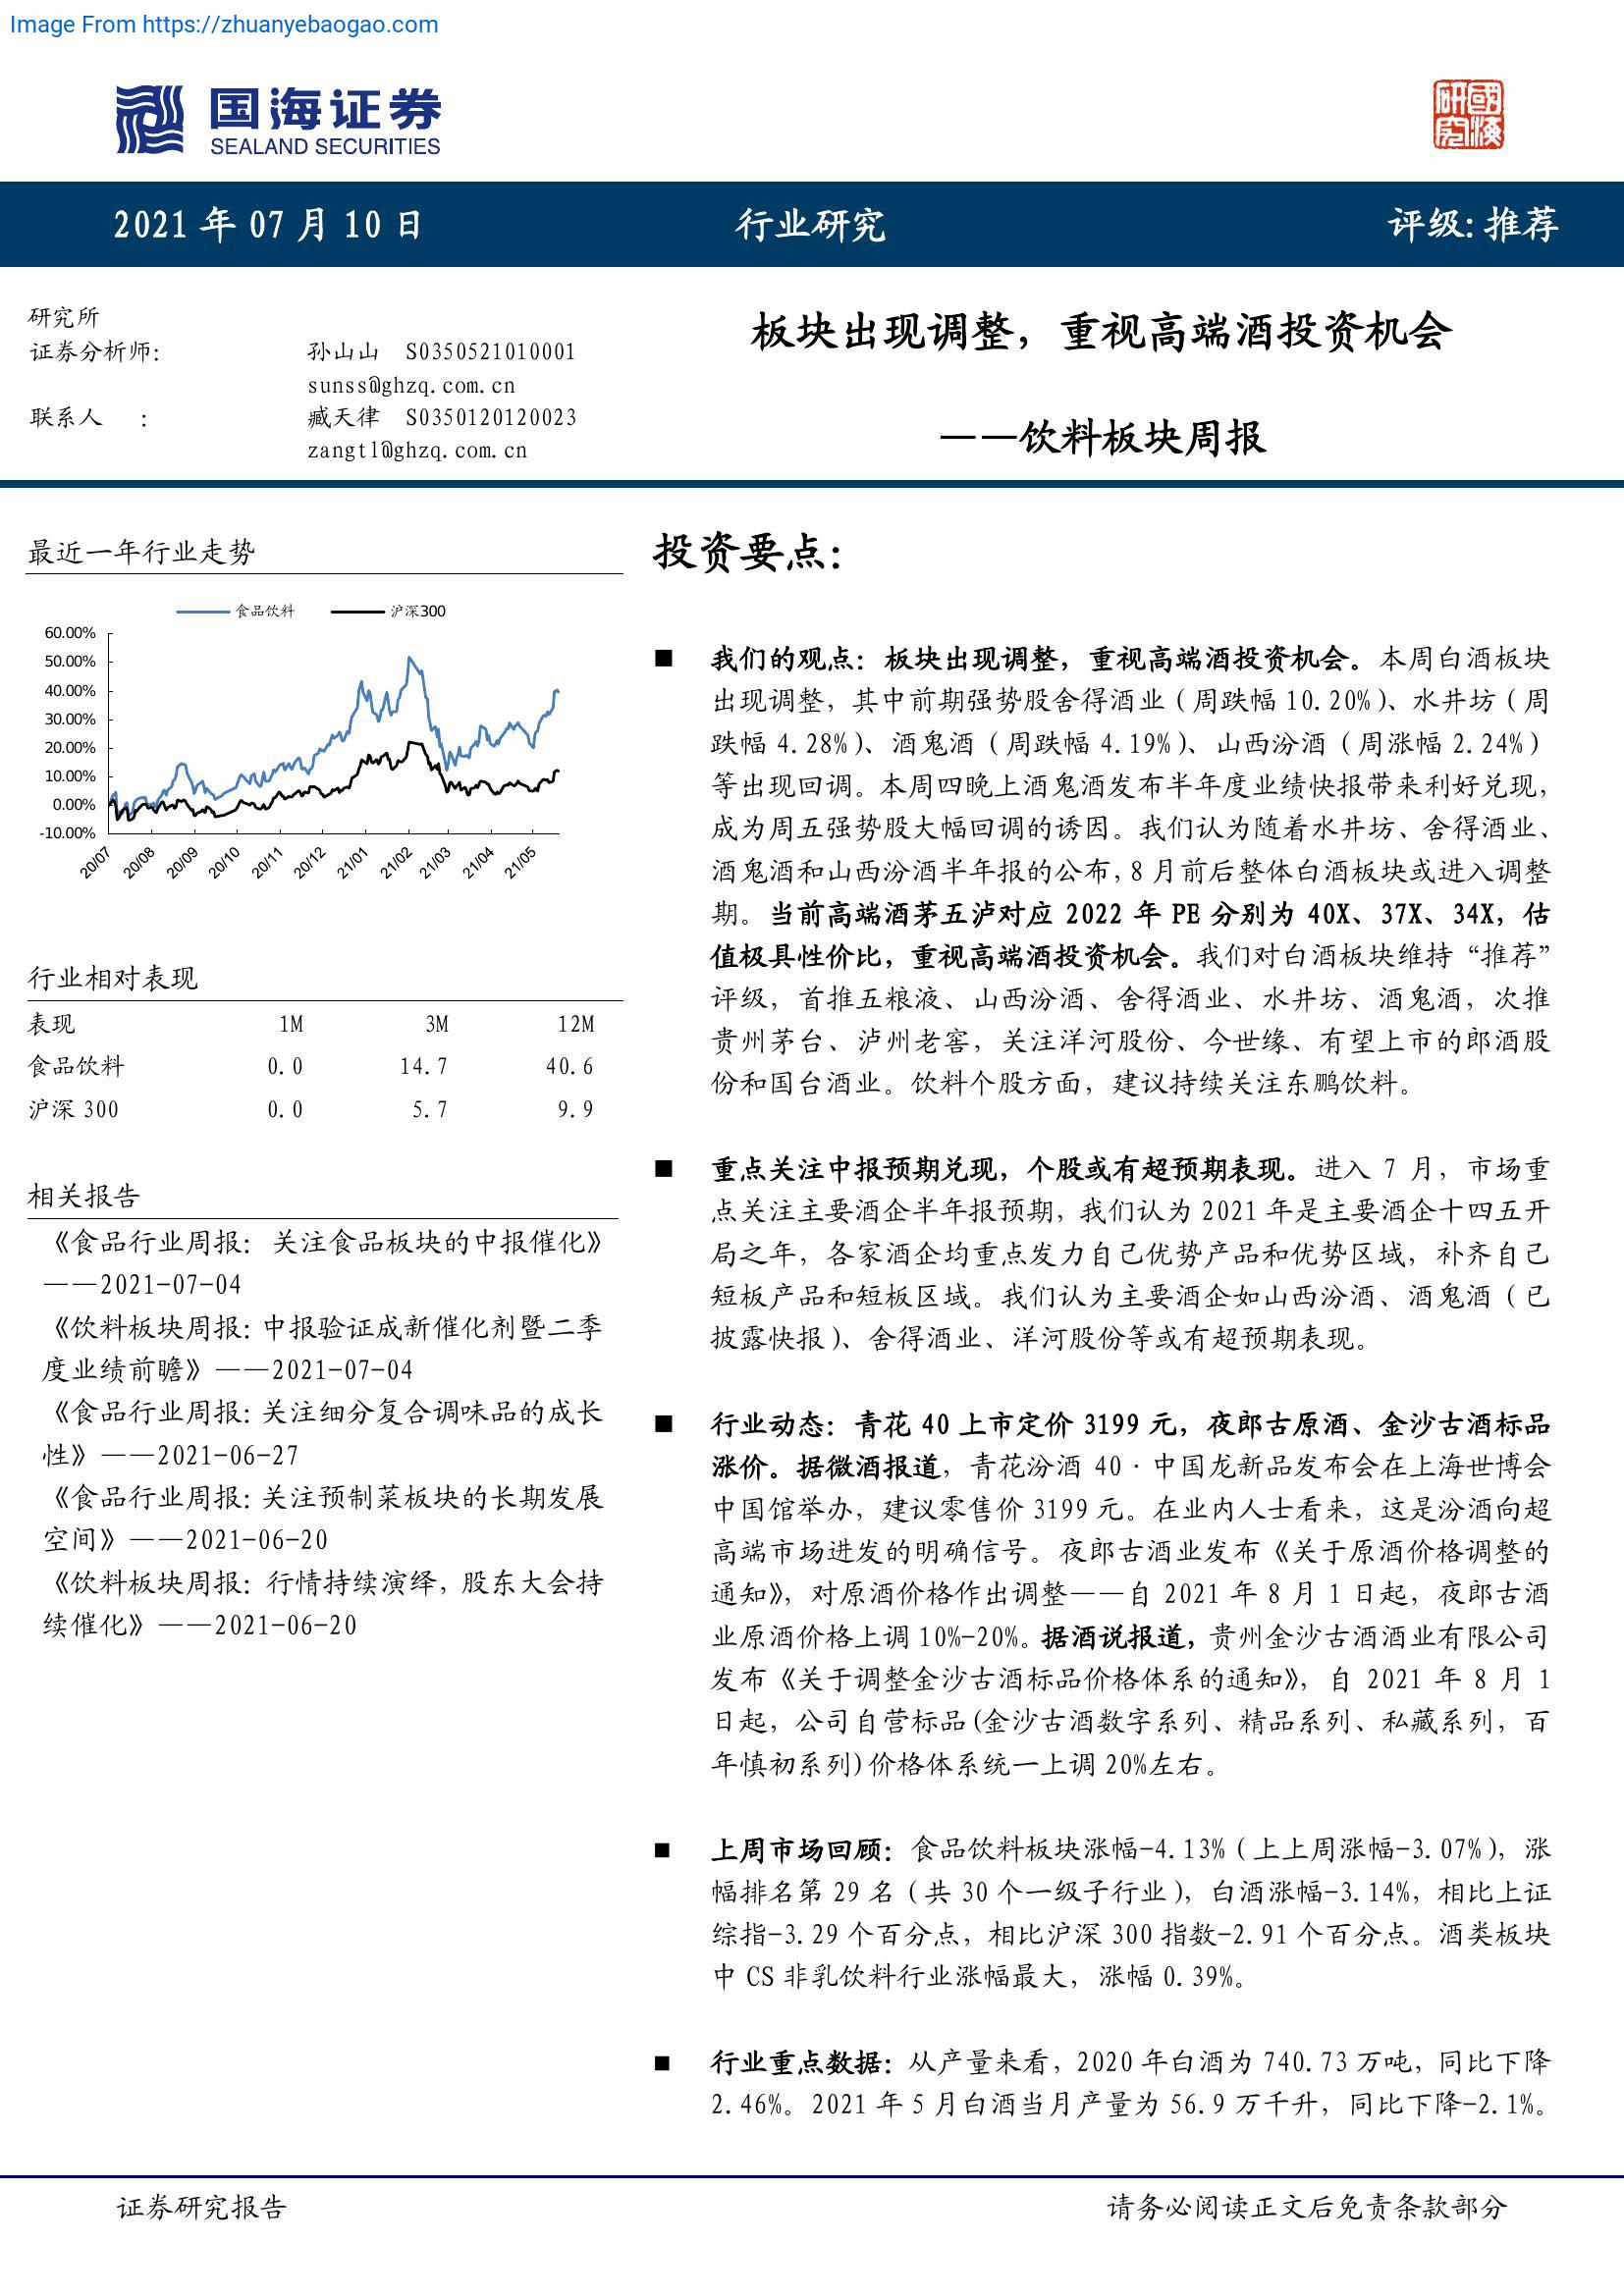 Image From https://zhuanyebaogao.com
国海证券
SEALAND SECURITIES
研究
國海
2021 年 07 月 10 日
行业研究
评级:推荐
研究所
证券分析师:
孙山山 S0350521010001
sunss@ghzq.com.cn
联系人 :
臧天律 S0350120120023
zangtl@ghzq.com.cn
板块出现调整，重视高端酒投资机会
——饮料板块周报
最近一年行业走势
食品饮料
沪深300
60.00%
50.00%
40.00%
30.00%
20.00%
10.00%
0.00%
-10.00%
20/07
20/08
20/09
20/10
20/11
20/12
21/01
21/02
21/03
21/04
21/05
行业相对表现
表现 1M 3M 12M
食品饮料 0.0 14.7 40.6
沪深 300 0.0 5.7 9.9
相关报告
《食品行业周报：关注食品板块的中报催化》
——2021-07-04
《饮料板块周报：中报验证成新催化剂暨二季
度业绩前瞻》——2021-07-04
《食品行业周报：关注细分复合调味品的成长
性》——2021-06-27
《食品行业周报：关注预制菜板块的长期发展
空间》——2021-06-20
《饮料板块周报：行情持续演绎，股东大会持
续催化》——2021-06-20
投资要点：
■ 我们的观点：板块出现调整，重视高端酒投资机会。本周白酒板块
出现调整，其中前期强势股舍得酒业（周跌幅 10.20%）、水井坊（周
跌幅 4.28%）、酒鬼酒（周跌幅 4.19%）、山西汾酒（周涨幅 2.24%）
等出现回调。本周四晚上酒鬼酒发布半年度业绩快报带来利好兑现，
成为周五强势股大幅回调的诱因。我们认为随着水井坊、舍得酒业、
酒鬼酒和山西汾酒半年报的公布，8 月前后整体白酒板块或进入调整
期。当前高端酒茅五泸对应 2022 年 PE 分别为 40X、37X、34X，估
值极具性价比，重视高端酒投资机会。我们对白酒板块维持“推荐”
评级，首推五粮液、山西汾酒、舍得酒业、水井坊、酒鬼酒，次推
贵州茅台、泸州老窖，关注洋河股份、今世缘、有望上市的郎酒股
份和国台酒业。饮料个股方面，建议持续关注东鹏饮料。
■ 重点关注中报预期兑现，个股或有超预期表现。进入 7 月，市场重
点关注主要酒企半年报预期，我们认为 2021 年是主要酒企十四五开
局之年，各家酒企均重点发力自己优势产品和优势区域，补齐自己
短板产品和短板区域。我们认为主要酒企如山西汾酒、酒鬼酒（已
披露快报）、舍得酒业、洋河股份等或有超预期表现。
■ 行业动态：青花 40 上市定价 3199 元，夜郎古原酒、金沙古酒标品
涨价。据微酒报道，青花汾酒 40·中国龙新品发布会在上海世博会
中国馆举办，建议零售价 3199 元。在业内人士看来，这是汾酒向超
高端市场进发的明确信号。夜郎古酒业发布《关于原酒价格调整的
通知》，对原酒价格作出调整——自 2021 年 8 月 1 日起，夜郎古酒
业原酒价格上调 10%-20%。据酒说报道，贵州金沙古酒酒业有限公司
发布《关于调整金沙古酒标品价格体系的通知》，自 2021 年 8 月 1
日起，公司自营标品(金沙古酒数字系列、精品系列、私藏系列，百
年慎初系列)价格体系统一上调 20%左右。
■ 上周市场回顾：食品饮料板块涨幅-4.13%（上上周涨幅-3.07%），涨
幅排名第 29 名（共 30 个一级子行业），白酒涨幅-3.14%，相比上证
综指-3.29 个百分点，相比沪深 300 指数-2.91 个百分点。酒类板块
中 CS 非乳饮料行业涨幅最大，涨幅 0.39%。
■ 行业重点数据：从产量来看，2020 年白酒为 740.73 万吨，同比下降
2.46%。2021 年 5 月白酒当月产量为 56.9 万千升，同比下降-2.1%。
证券研究报告
请务必阅读正文后免责条款部分